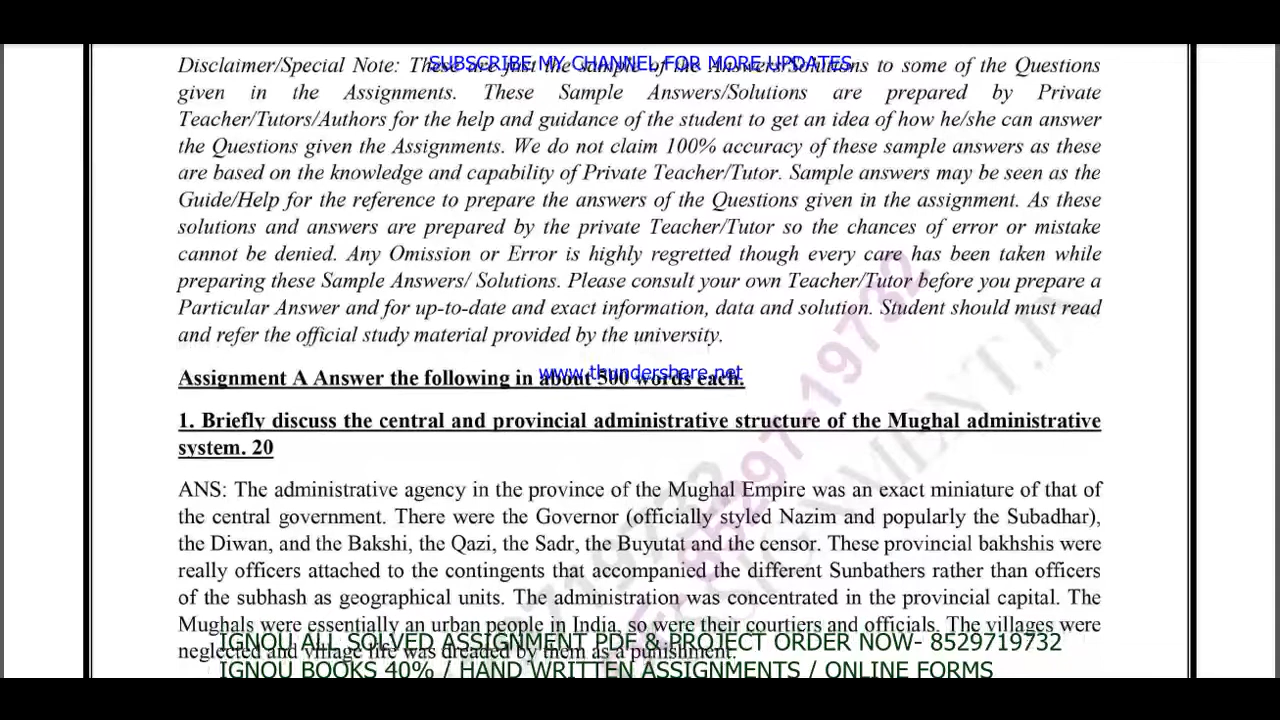 SUBSCRIBE MY CHANNEL FOR MORE UPDATES
Disclaimer/Special Note: These are just the sample of the Answers/Solutions to some of the Questions
given in the Assignments. These Sample Answers/Solutions are prepared by Private
Teacher/Tutors/Authors for the help and guidance of the student to get an idea of how he/she can answer
the Questions given the Assignments. We do not claim 100% accuracy of these sample answers as these
are based on the knowledge and capability of Private Teacher/Tutor. Sample answers may be seen as the
Guide/Help for the reference to prepare the answers of the Questions given in the assignment. As these
solutions and answers are prepared by the private Teacher/Tutor so the chances of error or mistake
cannot be denied. Any Omission or Error is highly regretted though every care has been taken while
preparing these Sample Answers/ Solutions. Please consult your own Teacher/Tutor before you prepare a
Particular Answer and for up-to-date and exact information, data and solution. Student should must read
and refer the official study material provided by the university.
www.thundershare.net
Assignment A Answer the following in about 500 words each.
1. Briefly discuss the central and provincial administrative structure of the Mughal administrative
system. 20
ANS: The administrative agency in the province of the Mughal Empire was an exact miniature of that of
the central government. There were the Governor (officially styled Nazim and popularly the Subadhar),
the Diwan, and the Bakshi, the Qazi, the Sadr, the Buyutat and the censor. These provincial bakhshis were
really officers attached to the contingents that accompanied the different Sunbathers rather than officers
of the subhash as geographical units. The administration was concentrated in the provincial capital. The
Mughals were essentially an urban people in India, so were their courtiers and officials. The villages were
neglected and village life was dreaded by them as a punishment.
IGNOU ALL SOLVED ASSIGNMENT PDF & PROJECT ORDER NOW- 8529719732
IGNOU BOOKS 40% / HAND WRITTEN ASSIGNMENTS / ONLINE FORMS